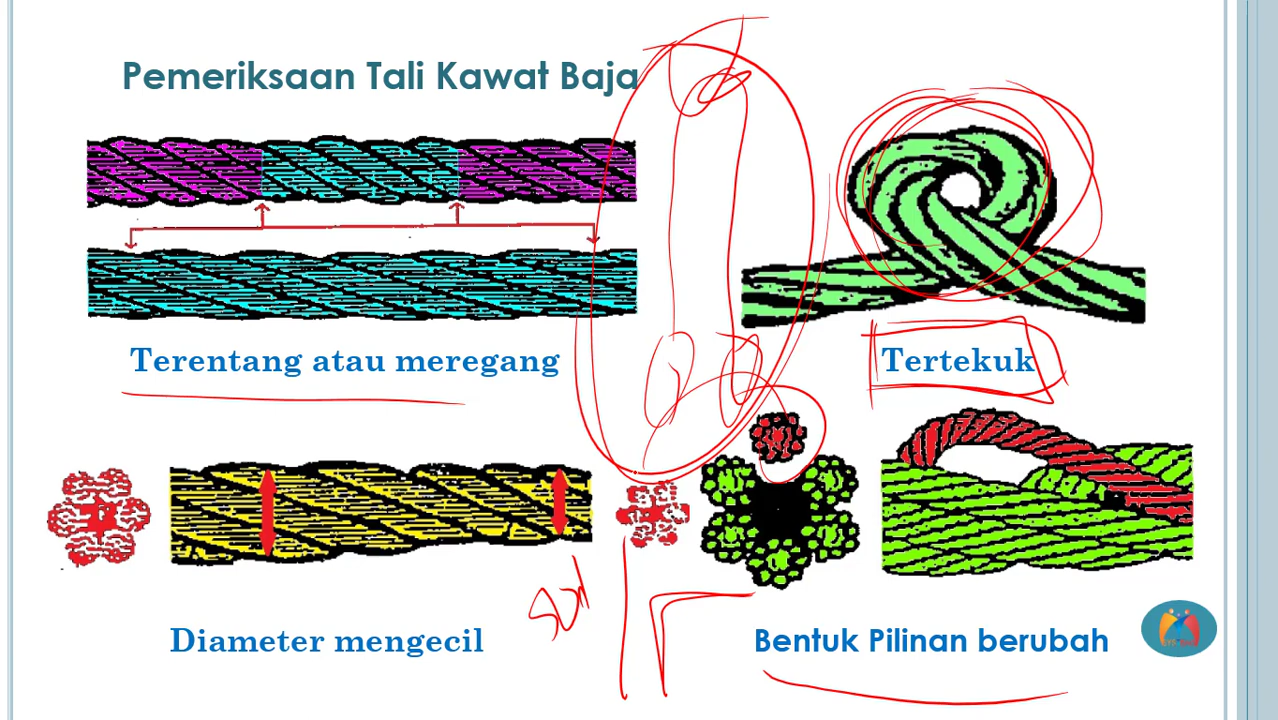 Pemeriksaan Tali Kawat Baja
Terentang atau meregang
Tertekuk
Diameter mengecil
Bentuk Pilinan berubah